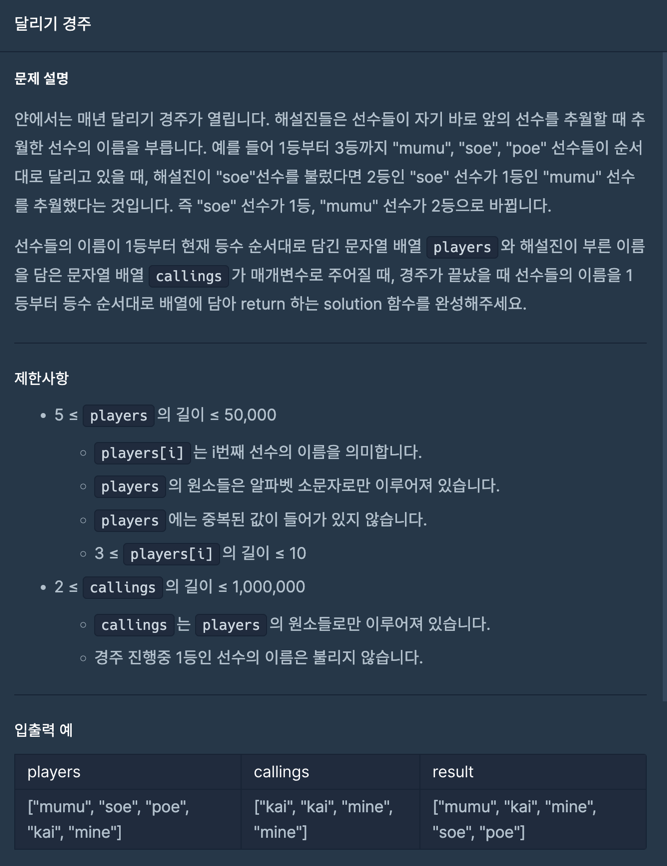 달리기 경주
문제 설명
얀에서는 매년 달리기 경주가 열립니다. 해설진들은 선수들이 자기 바로 앞의 선수를 추월할 때 추
월한 선수의 이름을 부릅니다. 예를 들어 1등부터 3등까지 "mumu", "soe", "poe" 선수들이 순서
대로 달리고 있을 때, 해설진이 "soe"선수를 불렀다면 2등인 "soe" 선수가 1등인 "mumu" 선수
를 추월했다는 것입니다. 즉 "soe" 선수가 1등, "mumu" 선수가 2등으로 바뀝니다.
선수들의 이름이 1등부터 현재 등수 순서대로 담긴 문자열 배열 players 와 해설진이 부른 이름
을 담은 문자열 배열 callings 가 매개변수로 주어질 때, 경주가 끝났을 때 선수들의 이름을 1
등부터 등수 순서대로 배열에 담아 return 하는 solution 함수를 완성해주세요.
제한사항
• 5 ≤ players 의 길이 ≤ 50,000
◦ players[i] 는 i번째 선수의 이름을 의미합니다.
◦ players 의 원소들은 알파벳 소문자로만 이루어져 있습니다.
◦ players 에는 중복된 값이 들어가 있지 않습니다.
◦ 3 ≤ players[i] 의 길이 ≤ 10
• 2 ≤ callings 의 길이 ≤ 1,000,000
◦ callings 는 players 의 원소들로만 이루어져 있습니다.
◦ 경주 진행중 1등인 선수의 이름은 불리지 않습니다.
입출력 예
players callings result
["mumu", "soe", "poe", ["kai", "kai", "mine", ["mumu", "kai", "mine",
"kai", "mine"] "mine"] "soe", "poe"]